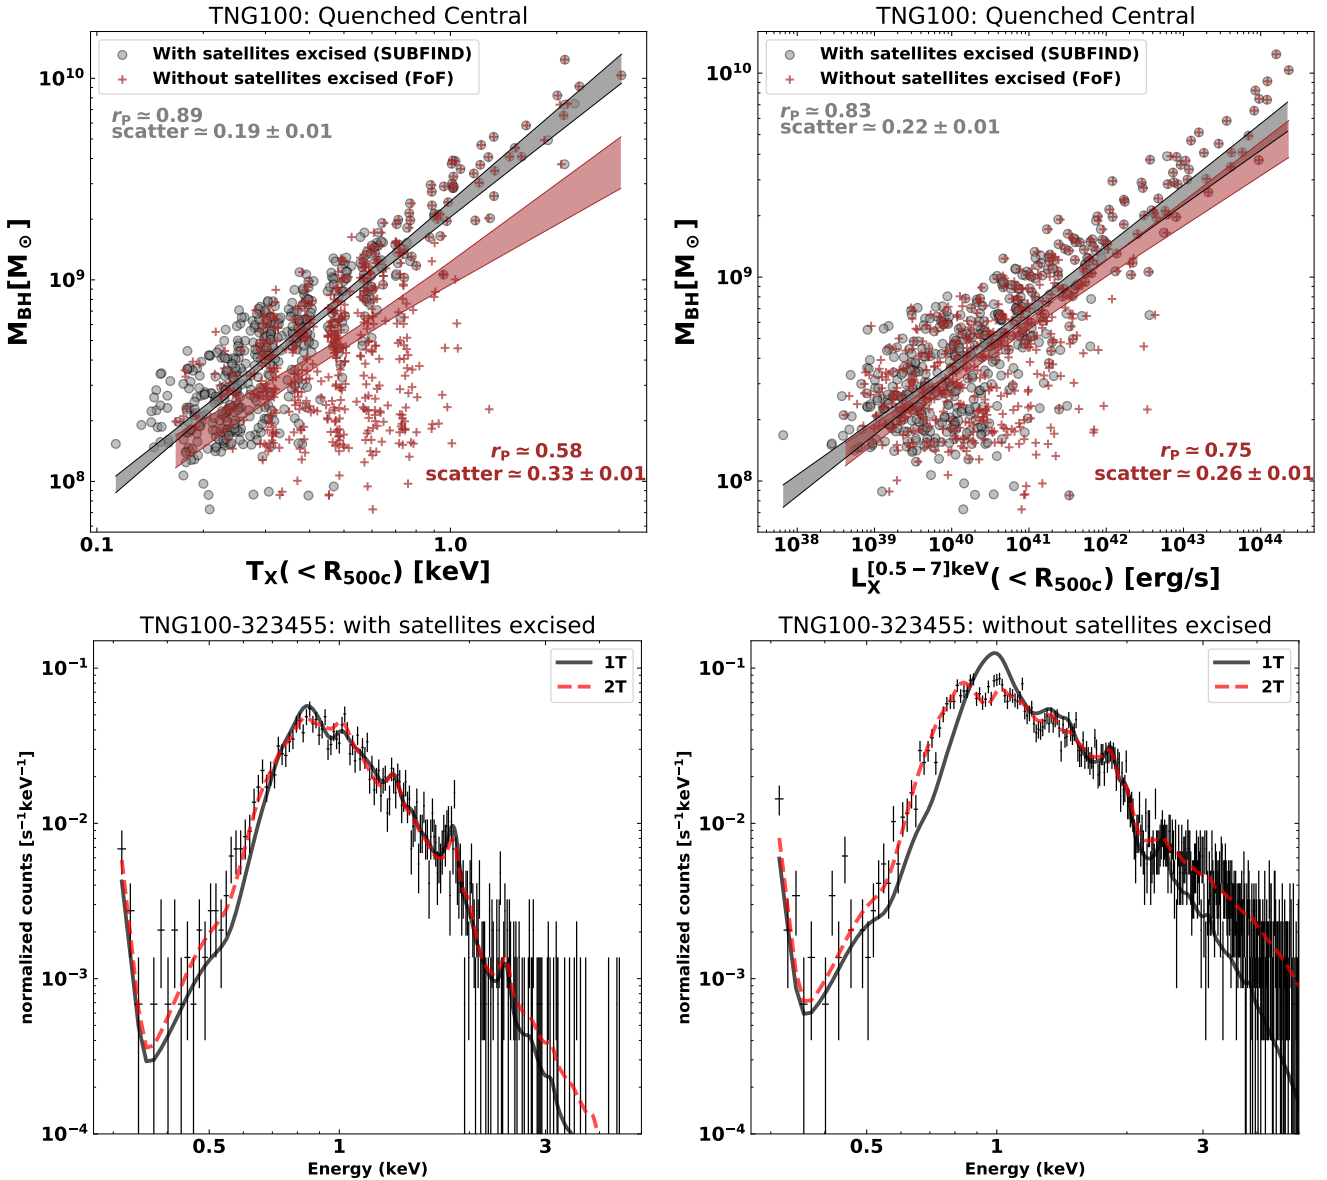 TNG100: Quenched Central
With satellites excised (SUBFIND)
Without satellites excised (FoF)
r_P ≃ 0.89
scatter ≃ 0.19 ± 0.01
r_P ≃ 0.58
scatter ≃ 0.33 ± 0.01
M_BH[M⊙]
10^10
10^9
10^8
0.1
1.0
T_X(< R_500c) [keV]
TNG100: Quenched Central
With satellites excised (SUBFIND)
Without satellites excised (FoF)
r_P ≃ 0.83
scatter ≃ 0.22 ± 0.01
r_P ≃ 0.75
scatter ≃ 0.26 ± 0.01
M_BH[M⊙]
10^10
10^9
10^8
10^38
10^39
10^40
10^41
10^42
10^43
10^44
L_X^[0.5−7]keV(< R_500c) [erg/s]
TNG100-323455: with satellites excised
1T
2T
normalized counts [s^−1keV^−1]
10^−1
10^−2
10^−3
10^−4
0.5
1
3
Energy (keV)
TNG100-323455: without satellites excised
1T
2T
normalized counts [s^−1keV^−1]
10^−1
10^−2
10^−3
10^−4
0.5
1
3
Energy (keV)